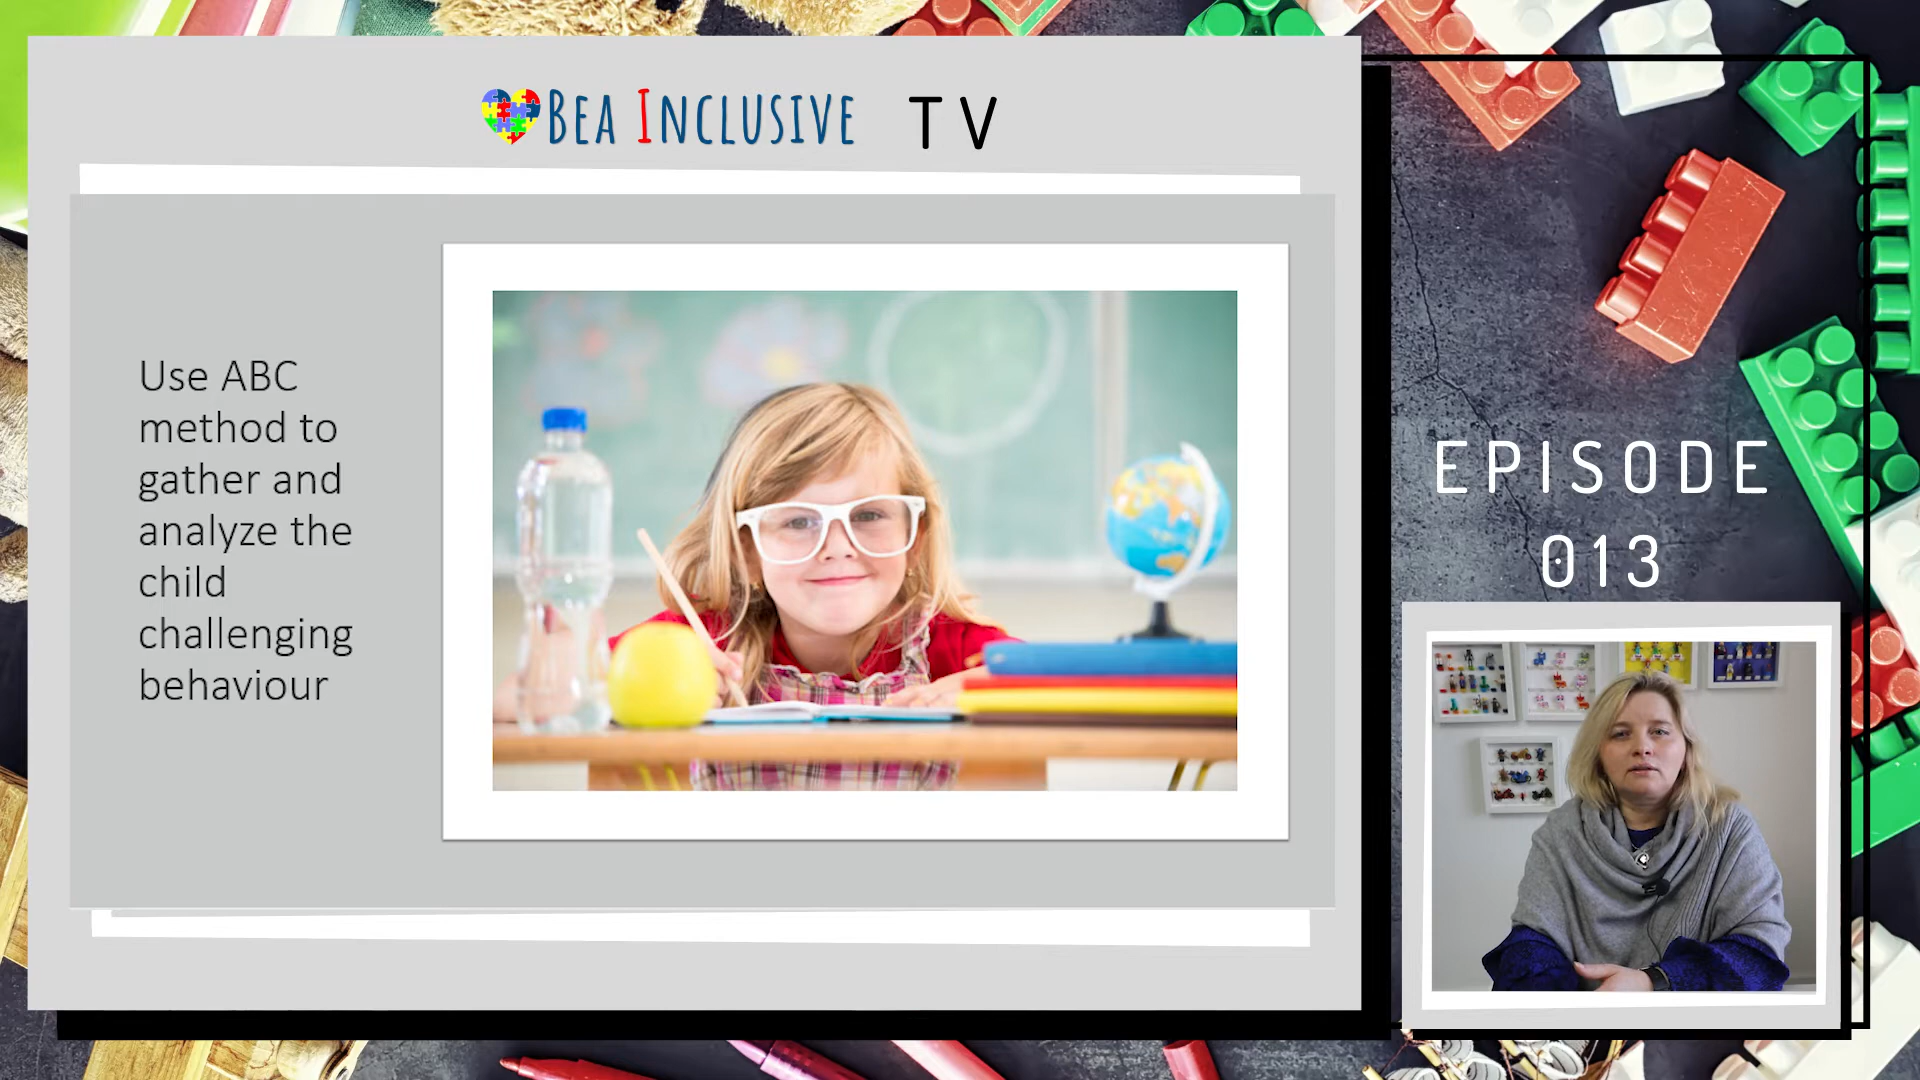 BEA INCLUSIVE TV
Use ABC
method to
gather and
analyze the
child
challenging
behaviour
EPISODE
013